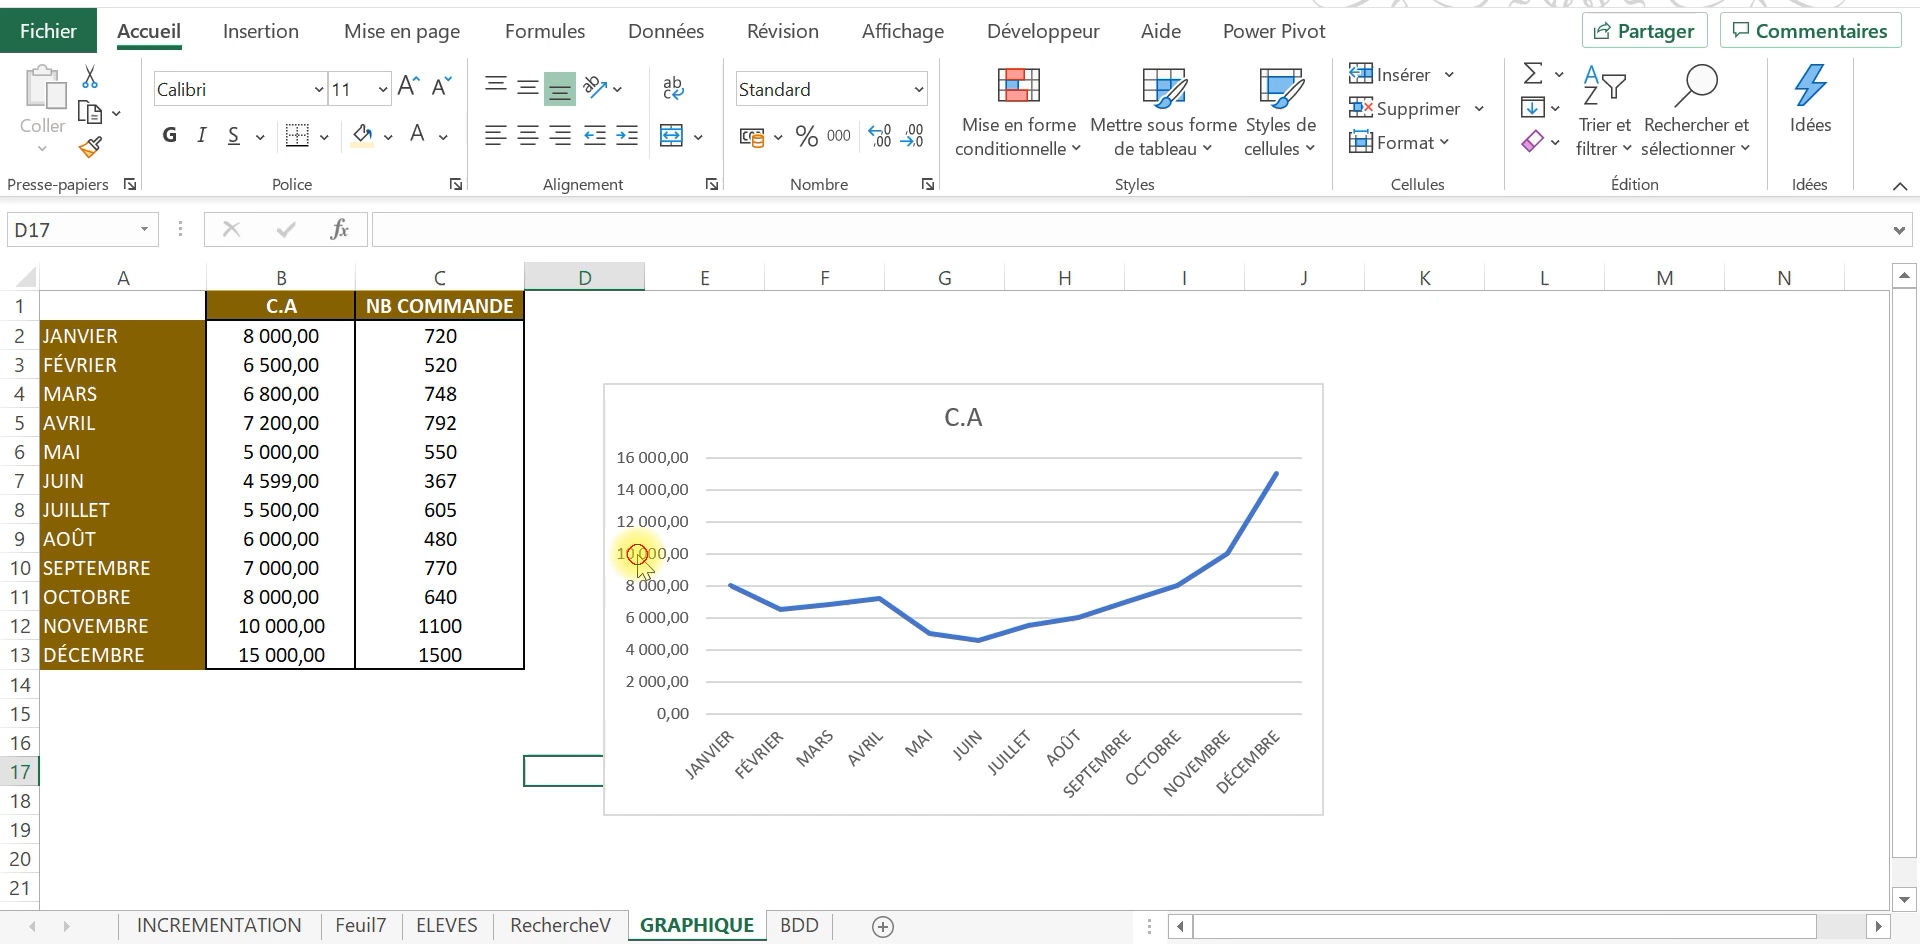 Fichier Accueil Insertion Mise en page Formules Données Révision Affichage Développeur Aide Power Pivot Partager Commentaires
Coller
Presse-papiers
Calibri 11
G I S A
Police
ab
Alignement
Standard
% 000 ,00
Nombre
Mise en forme
conditionnelle
Mettre sous forme
de tableau
Styles de
cellules
Styles
Insérer
Supprimer
Format
Cellules
Trier et
filtrer
Rechercher et
sélectionner
Édition
Idées
Idées
D17 fx
A B C D E F G H I J K L M N
1 C.A NB COMMANDE
2 JANVIER 8 000,00 720
3 FÉVRIER 6 500,00 520
4 MARS 6 800,00 748
5 AVRIL 7 200,00 792
6 MAI 5 000,00 550
7 JUIN 4 599,00 367
8 JUILLET 5 500,00 605
9 AOÛT 6 000,00 480
10 SEPTEMBRE 7 000,00 770
11 OCTOBRE 8 000,00 640
12 NOVEMBRE 10 000,00 1100
13 DÉCEMBRE 15 000,00 1500
14
15
16
17
18
19
20
21
C.A
16 000,00
14 000,00
12 000,00
10 000,00
8 000,00
6 000,00
4 000,00
2 000,00
0,00
JANVIER FÉVRIER MARS AVRIL MAI JUIN JUILLET AOÛT SEPTEMBRE OCTOBRE NOVEMBRE DÉCEMBRE
INCREMENTATION Feuil7 ELEVES RechercheV GRAPHIQUE BDD